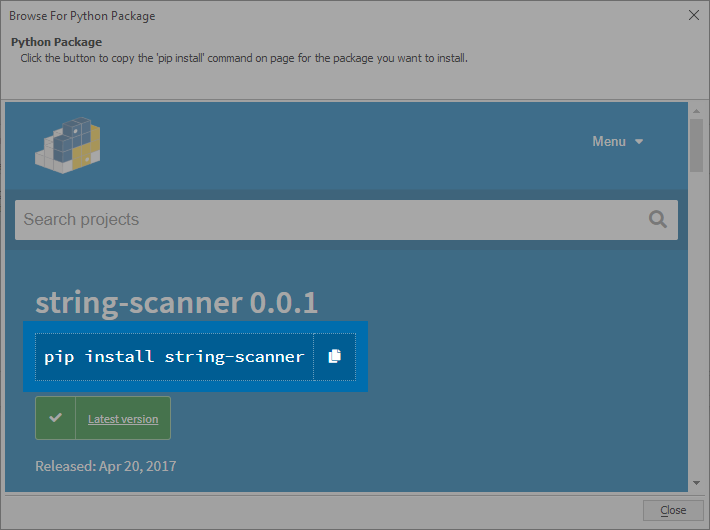 Browse For Python Package
Python Package
Click the button to copy the 'pip install' command on page for the package you want to install.
Menu
Search projects
string-scanner 0.0.1
pip install string-scanner
Latest version
Released: Apr 20, 2017
Close